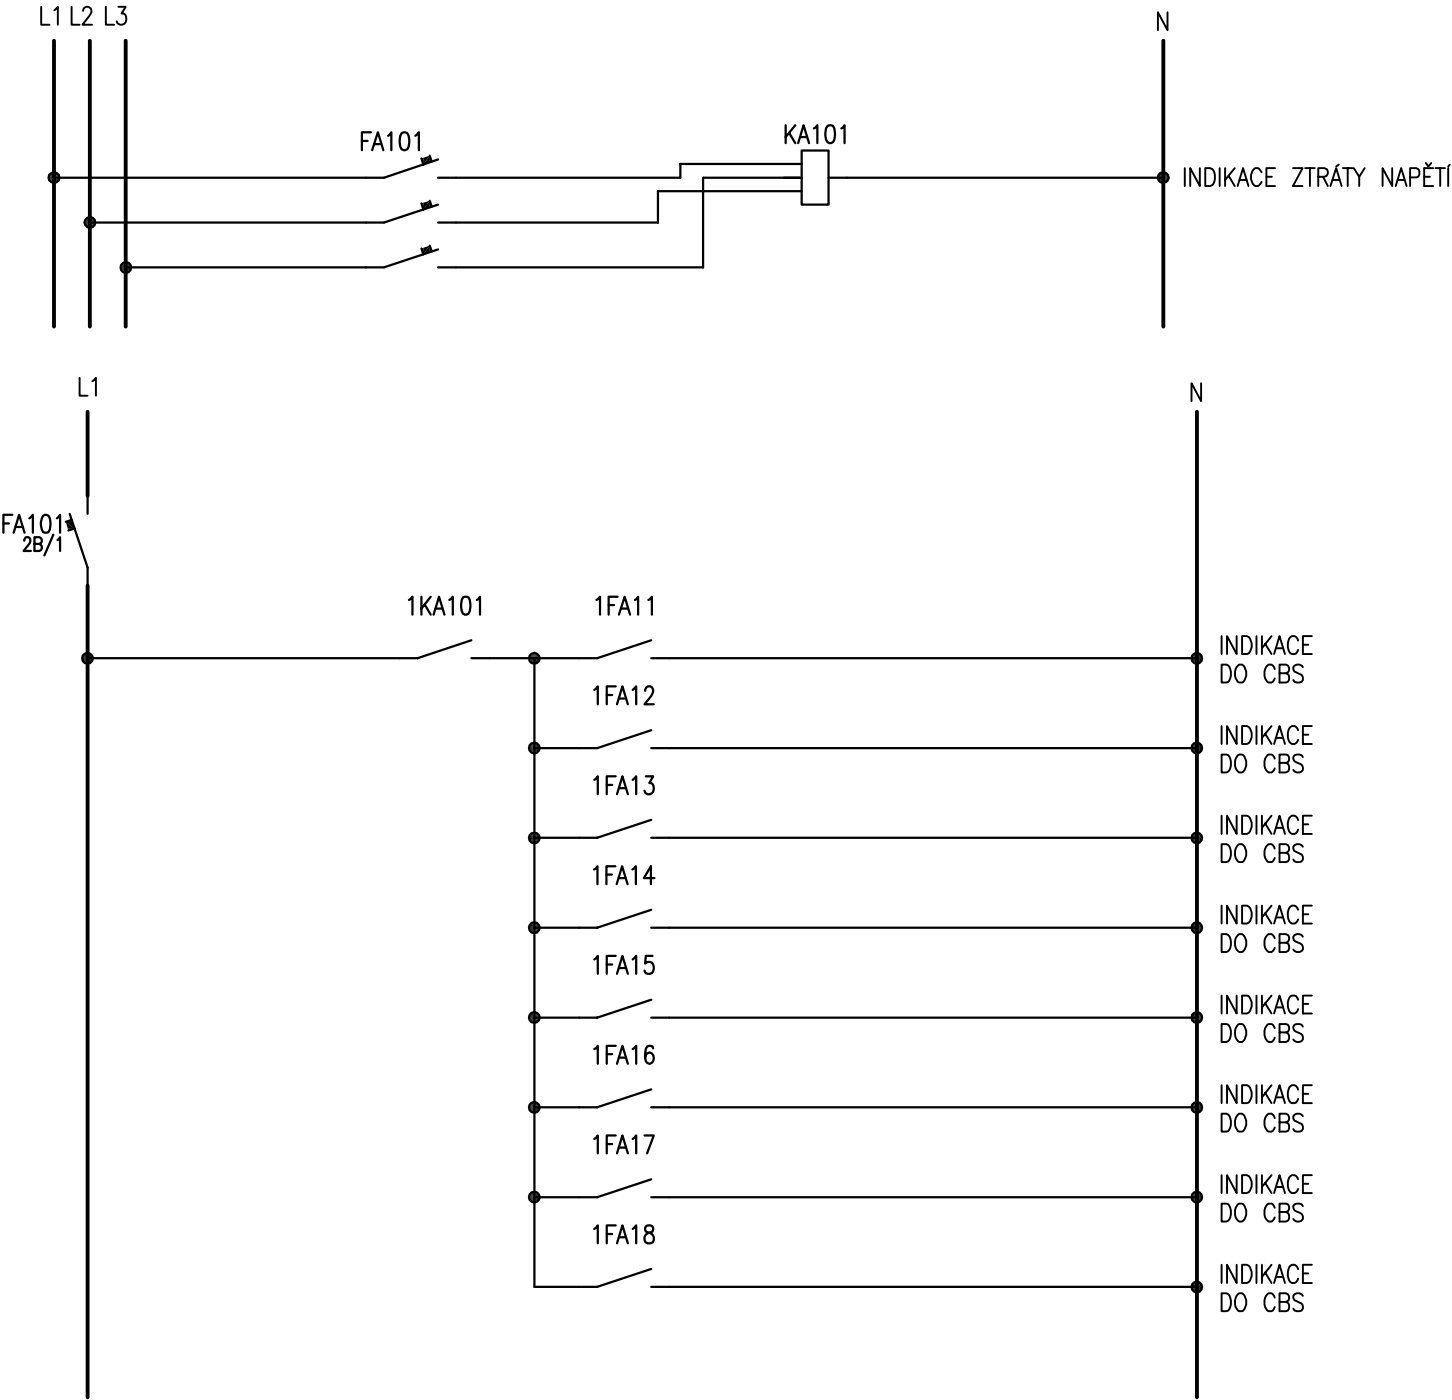 L1 L2 L3
N
FA101
KA101
INDIKACE ZTRÁTY NAPĚTÍ
L1
N
FA101
2B/1
1KA101
1FA11
INDIKACE
DO CBS
1FA12
INDIKACE
DO CBS
1FA13
INDIKACE
DO CBS
1FA14
INDIKACE
DO CBS
1FA15
INDIKACE
DO CBS
1FA16
INDIKACE
DO CBS
1FA17
INDIKACE
DO CBS
1FA18
INDIKACE
DO CBS